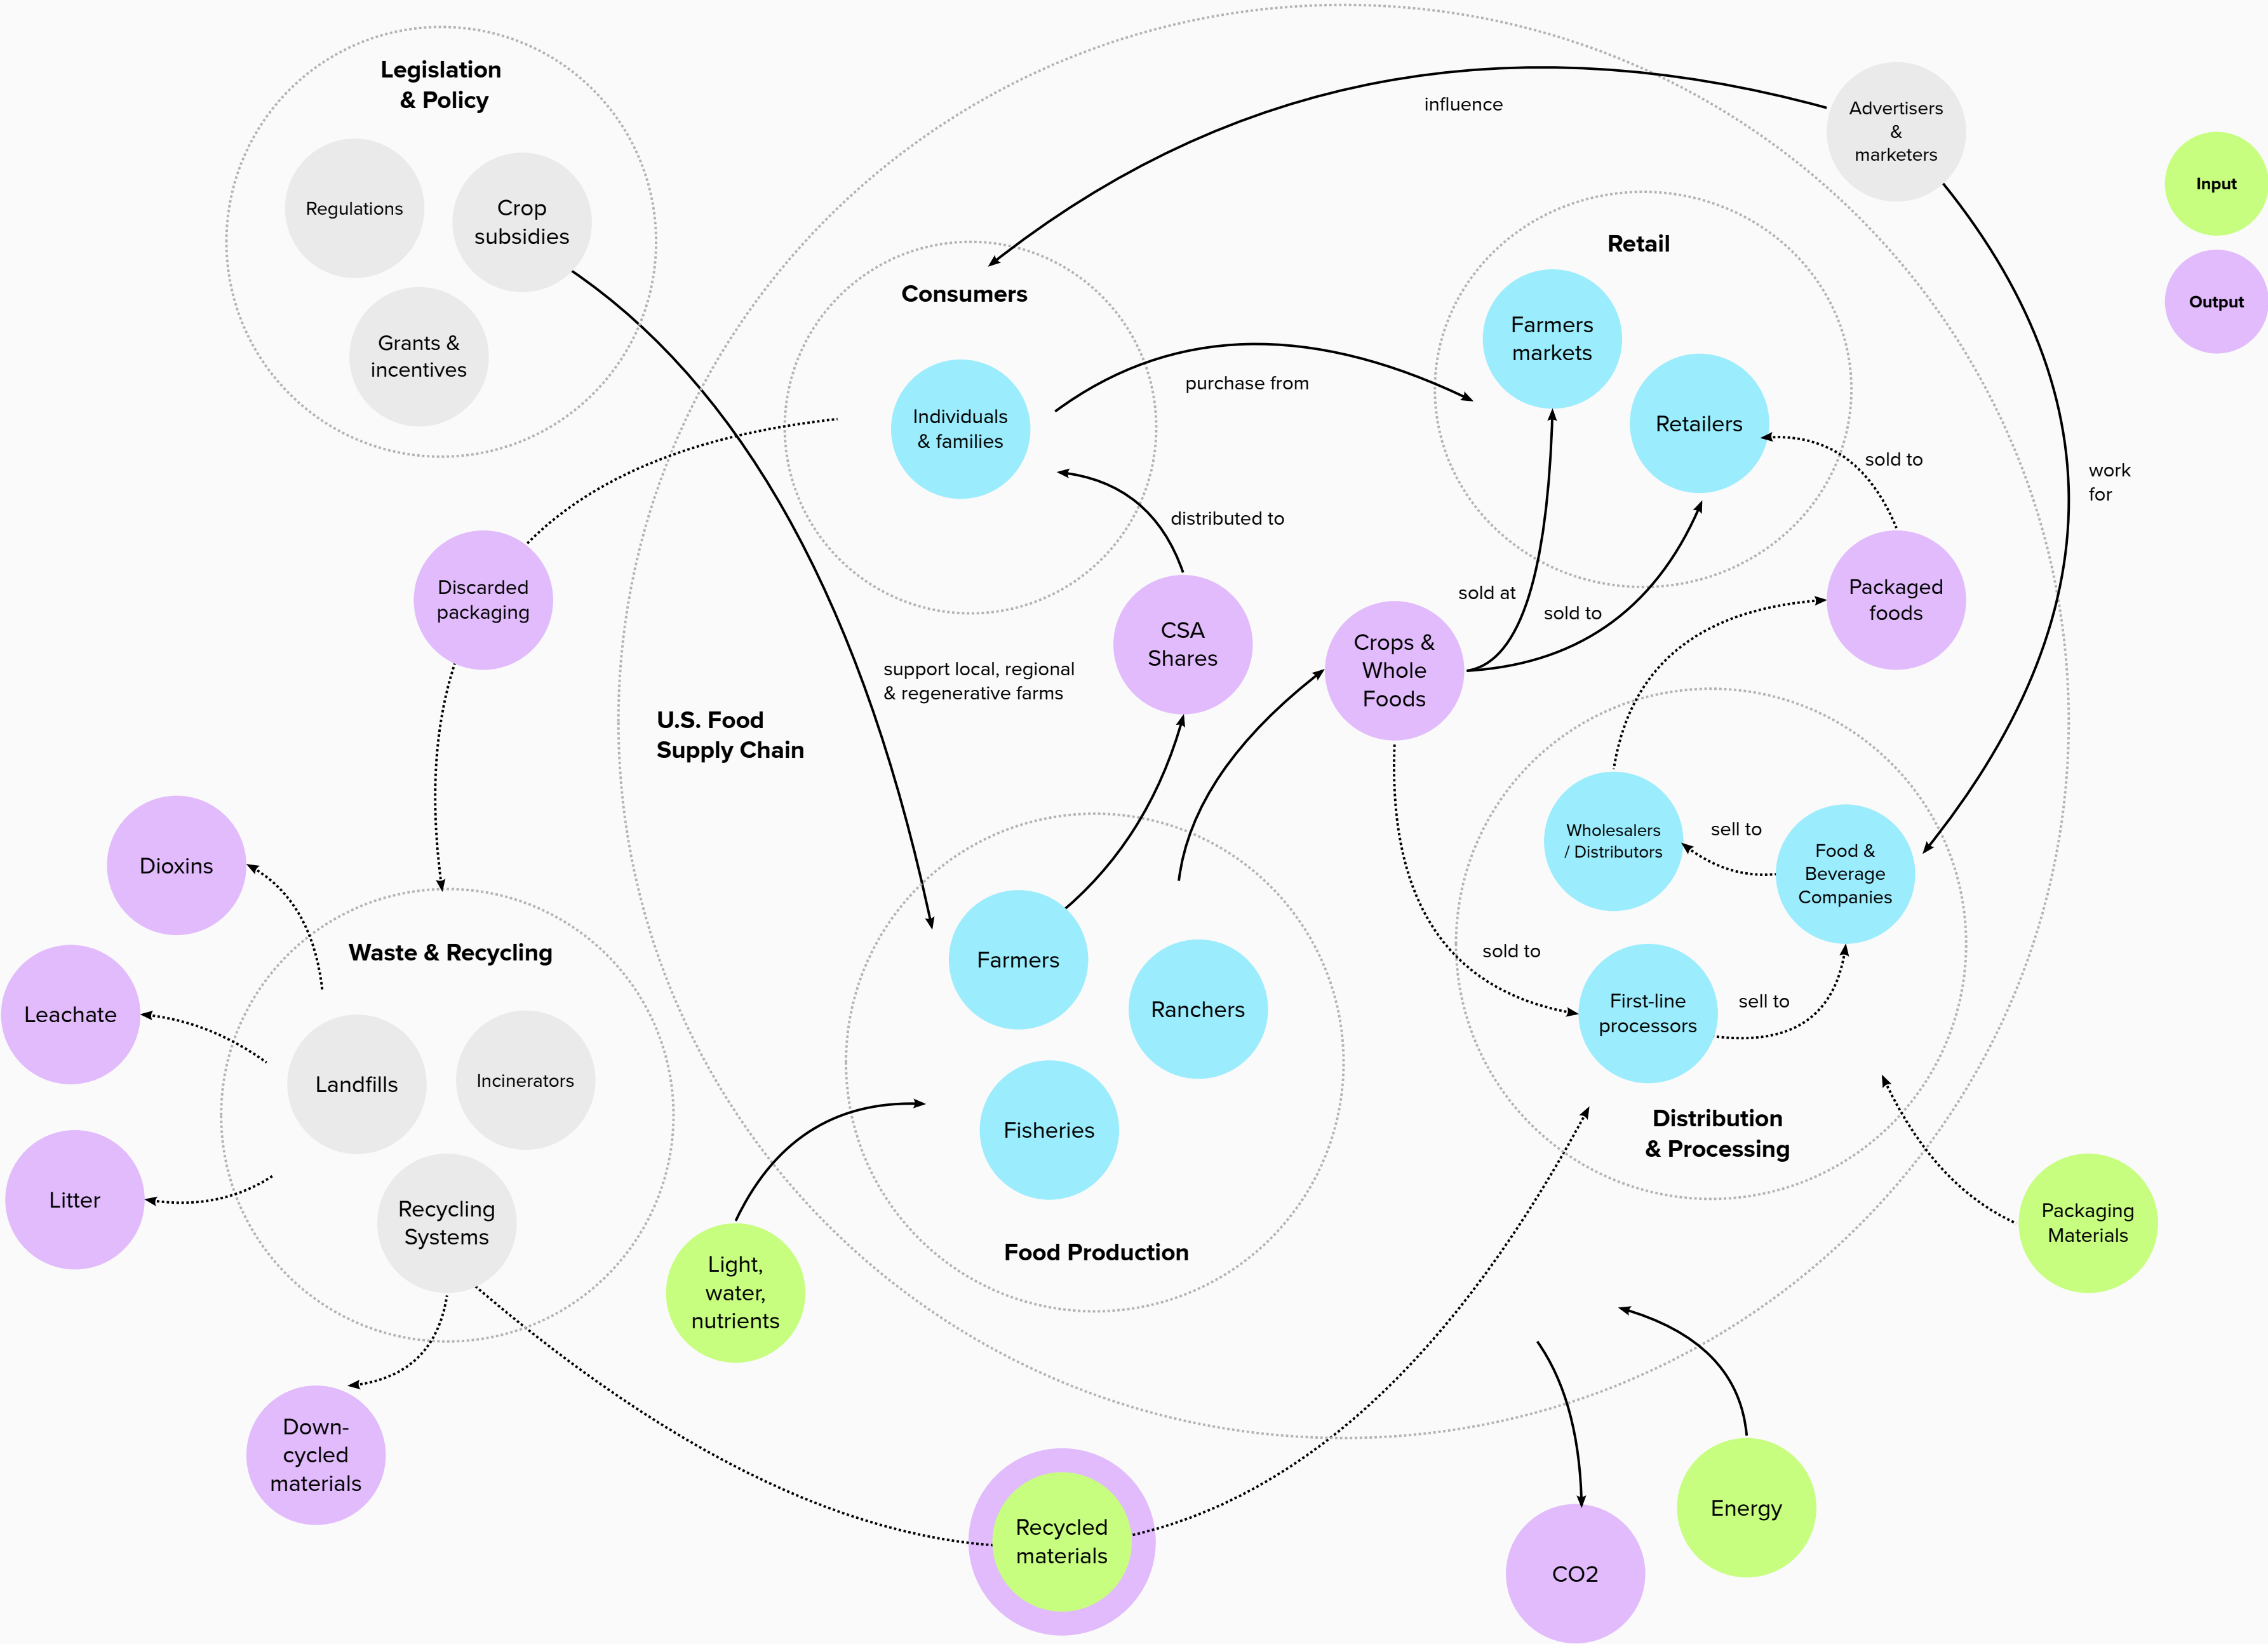 Legislation
& Policy
Regulations
Crop
subsidies
Grants &
incentives
influence
Advertisers
&
marketers
Input
Output
Consumers
Individuals
& families
purchase from
Retail
Farmers
markets
Retailers
sold to
work
for
distributed to
Discarded
packaging
CSA
Shares
Crops &
Whole
Foods
sold at
sold to
Packaged
foods
support local, regional
& regenerative farms
U.S. Food
Supply Chain
Wholesalers
/ Distributors
sell to
Food &
Beverage
Companies
sold to
First-line
processors
sell to
Distribution
& Processing
Packaging
Materials
Dioxins
Leachate
Litter
Waste & Recycling
Landfills
Incinerators
Recycling
Systems
Down-
cycled
materials
Farmers
Ranchers
Fisheries
Food Production
Light,
water,
nutrients
Recycled
materials
CO2
Energy